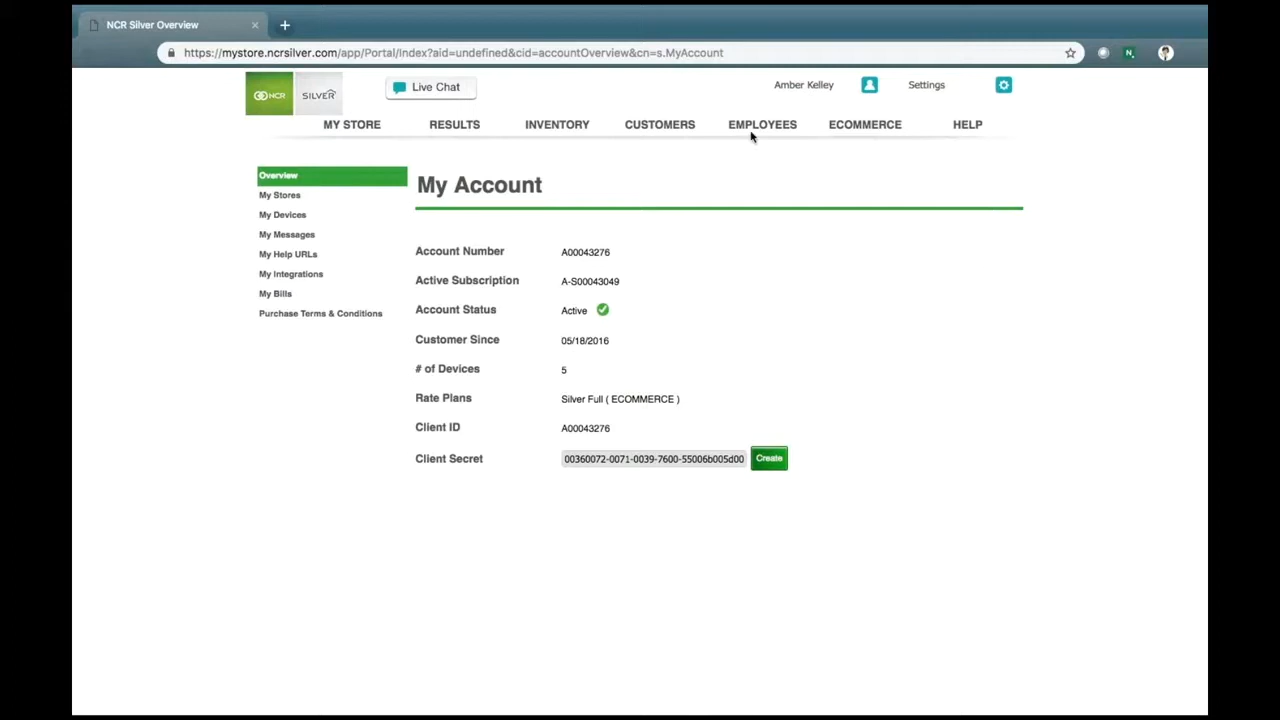 NCR Silver Overview
https://mystore.ncrsilver.com/app/Portal/Index?aid=undefined&cid=accountOverview&cn=s.MyAccount
N.
NCR SILVER
Live Chat
Amber Kelley
Settings
MY STORE RESULTS INVENTORY CUSTOMERS EMPLOYEES ECOMMERCE HELP
Overview
My Stores
My Devices
My Messages
My Help URLs
My Integrations
My Bills
Purchase Terms & Conditions
My Account
Account Number A00043276
Active Subscription A-S00043049
Account Status Active
Customer Since 05/18/2016
# of Devices 5
Rate Plans Silver Full ( ECOMMERCE )
Client ID A00043276
Client Secret 00360072-0071-0039-7600-55006b005d00 Create